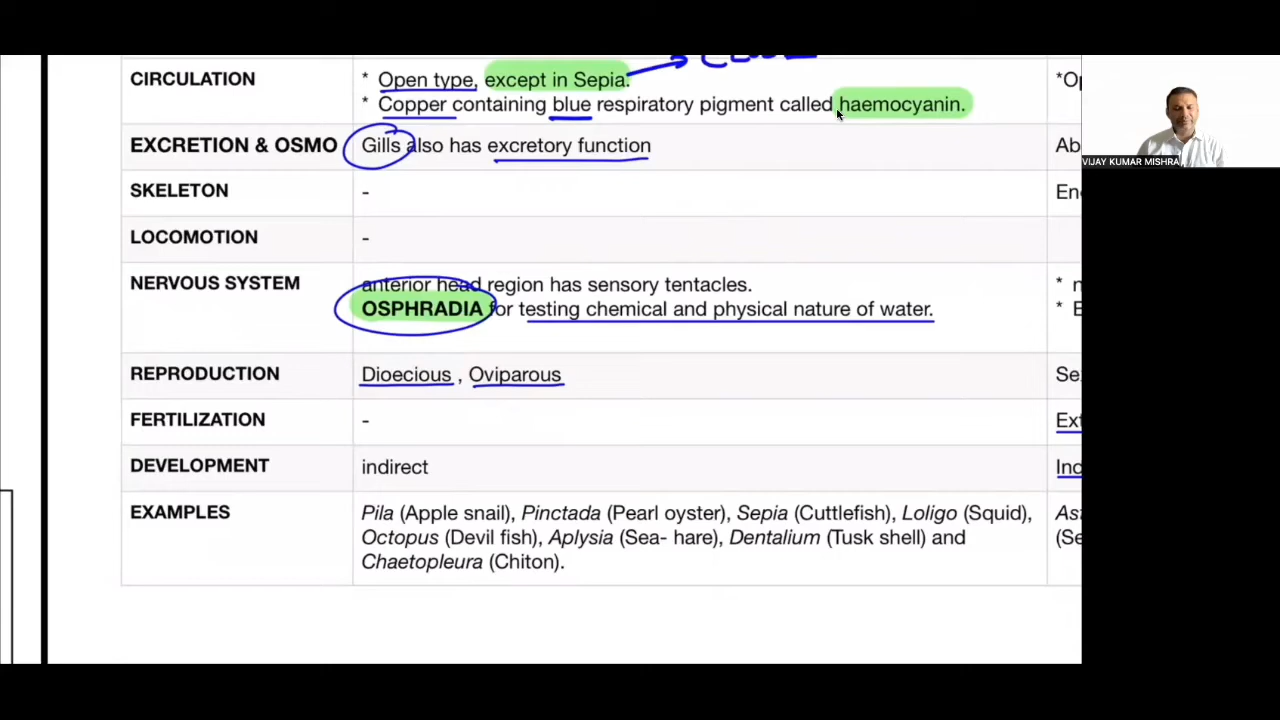 CIRCULATION
* Open type, except in Sepia.
* Copper containing blue respiratory pigment called haemocyanin.
*Op
EXCRETION & OSMO
Gills also has excretory function
Ab
SKELETON
-
En
LOCOMOTION
-
NERVOUS SYSTEM
anterior head region has sensory tentacles.
OSPHRADIA for testing chemical and physical nature of water.
* n
* E
REPRODUCTION
Dioecious , Oviparous
Sex
FERTILIZATION
-
Ext
DEVELOPMENT
indirect
Ind
EXAMPLES
Pila (Apple snail), Pinctada (Pearl oyster), Sepia (Cuttlefish), Loligo (Squid),
Octopus (Devil fish), Aplysia (Sea- hare), Dentalium (Tusk shell) and
Chaetopleura (Chiton).
Ast
(Se
VIJAY KUMAR MISHRA